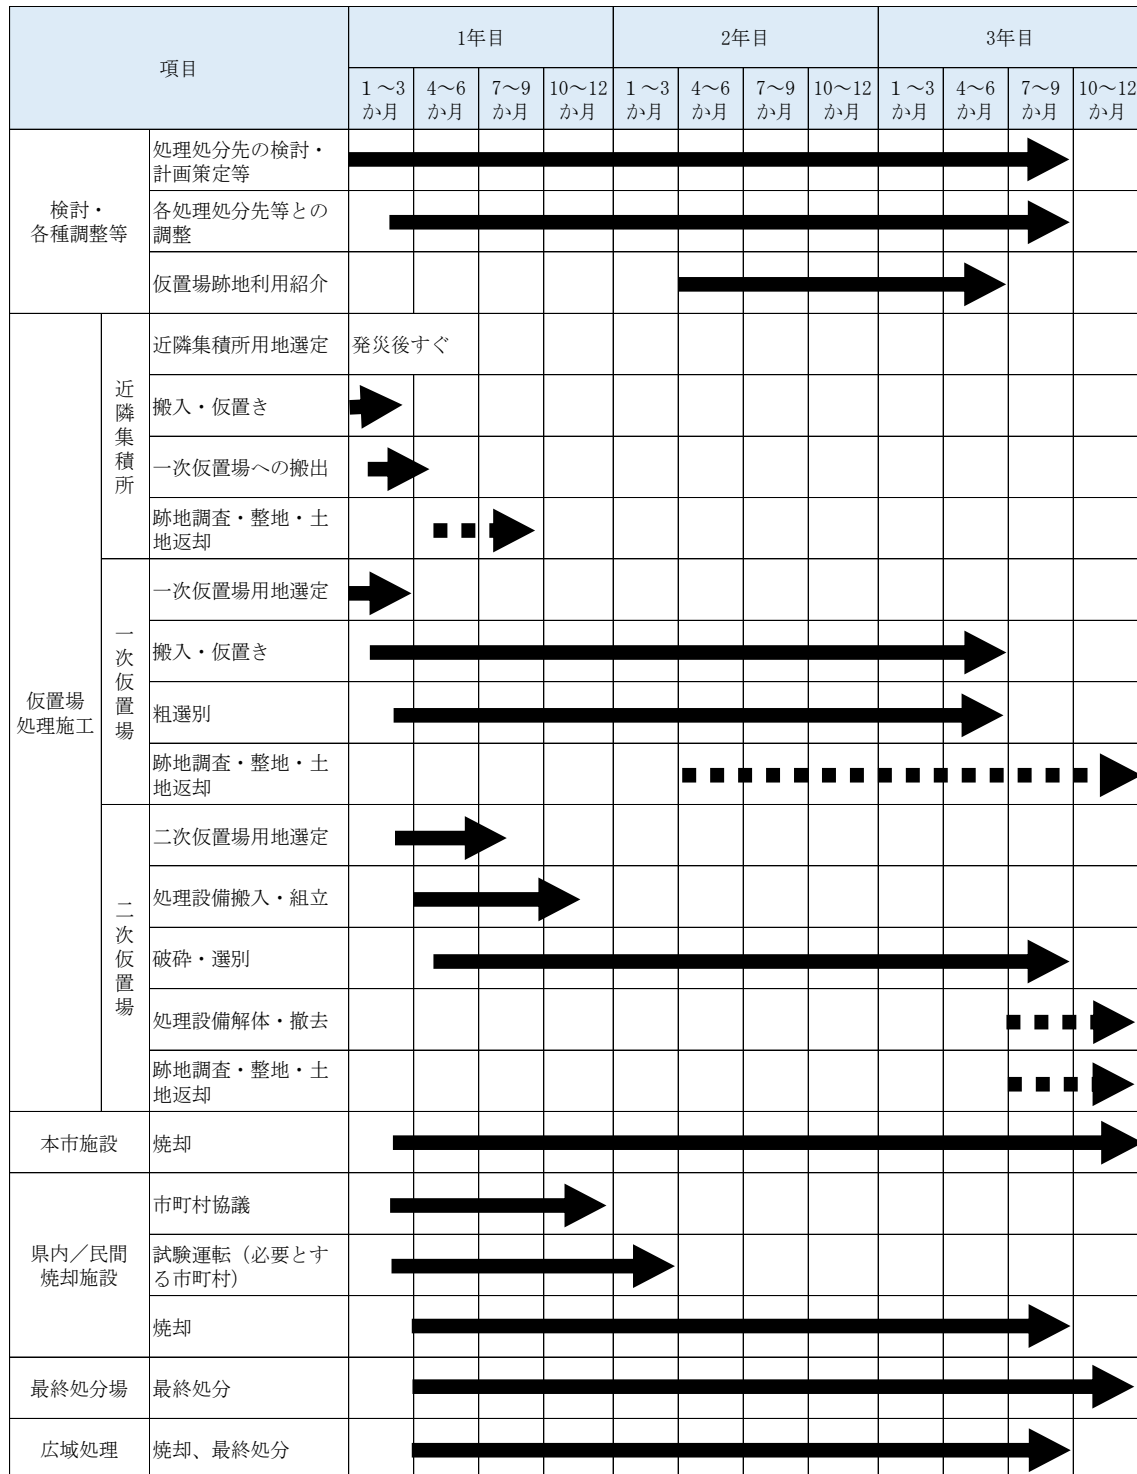 項目
1年目
2年目
3年目
1～3
か月
4～6
か月
7～9
か月
10～12
か月
1～3
か月
4～6
か月
7～9
か月
10～12
か月
1～3
か月
4～6
か月
7～9
か月
10～12
か月
検討・
各種調整等
処理処分先の検討・
計画策定等
各処理処分先等との
調整
仮置場跡地利用紹介
仮置場
処理施工
近隣集積所
近隣集積所用地選定
発災後すぐ
搬入・仮置き
一次仮置場への搬出
跡地調査・整地・土
地返却
一次仮置場
一次仮置場用地選定
搬入・仮置き
粗選別
跡地調査・整地・土
地返却
二次仮置場
二次仮置場用地選定
処理設備搬入・組立
破砕・選別
処理設備解体・撤去
跡地調査・整地・土
地返却
本市施設
焼却
県内／民間
焼却施設
市町村協議
試験運転（必要とす
る市町村）
焼却
最終処分場
最終処分
広域処理
焼却、最終処分